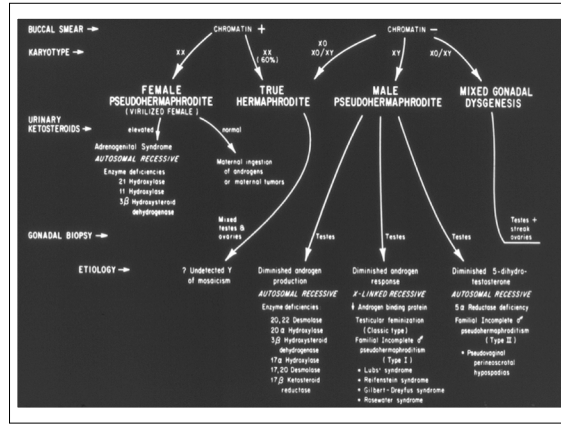 BUCCAL SMEAR → CHROMATIN + CHROMATIN −
KARYOTYPE → XX XX (60%) XO XO/XY XY XO/XY
FEMALE PSEUDOHERMAPHRODITE (VIRILIZED FEMALE)
TRUE HERMAPHRODITE
MALE PSEUDOHERMAPHRODITE
MIXED GONADAL DYSGENESIS
URINARY KETOSTEROIDS →
elevated normal
Adrenogenital Syndrome
AUTOSOMAL RECESSIVE
Enzyme deficiencies
21 Hydroxylase
11 Hydroxylase
3β Hydroxysteroid
dehydrogenase
Maternal ingestion
of androgens
or maternal tumors
GONADAL BIOPSY →
Mixed
testes &
ovaries
Testes
Testes
Testes
Testes +
streak
ovaries
ETIOLOGY →
? Undetected Y
of mosaicism
Diminished androgen
production
AUTOSOMAL RECESSIVE
Enzyme deficiencies
20,22 Desmolase
20α Hydroxylase
3β Hydroxysteroid
dehydrogenase
17α Hydroxylase
17,20 Desmolase
17β Ketosteroid
reductase
Diminished androgen
response
X-LINKED RECESSIVE
Androgen binding protein
Testicular feminization
(Classic type)
Familial Incomplete ♂
pseudohermaphroditism
(Type I)
* Lubs' syndrome
* Reifenstein syndrome
* Gilbert-Dreyfus syndrome
* Rosewater syndrome
Diminished 5-dihydro-
testosterone
AUTOSOMAL RECESSIVE
5α Reductase deficiency
Familial Incomplete ♂
pseudohermaphroditism
(Type II)
* Pseudovaginal
perineoscrotal
hypospadias